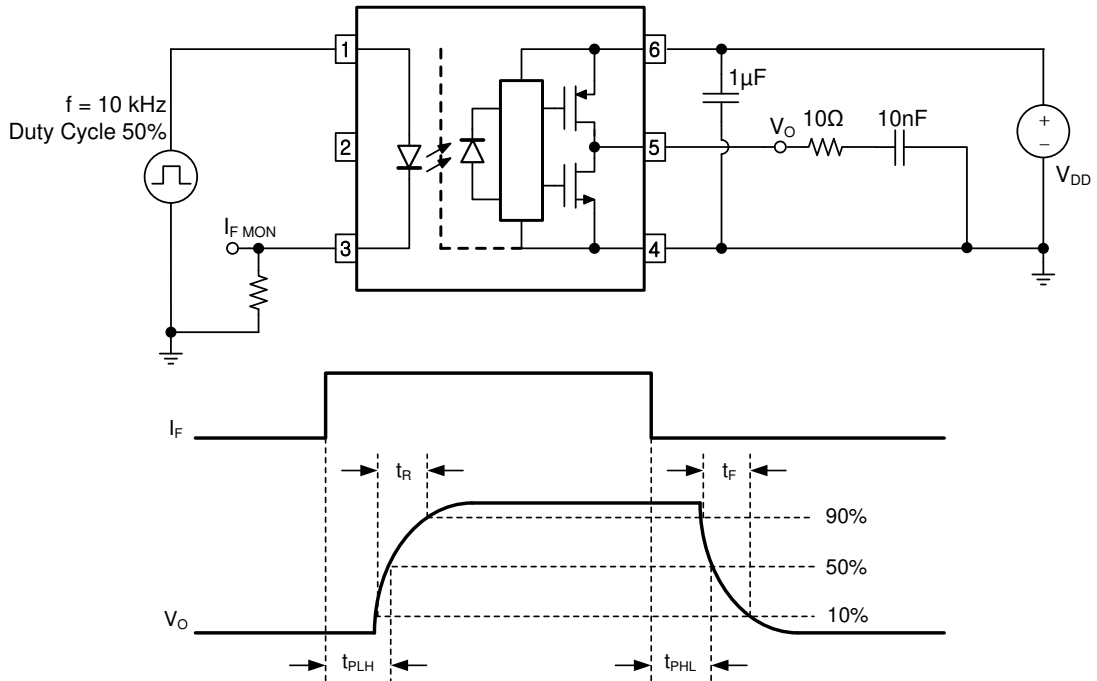 1
6
1μF
f = 10 kHz
Duty Cycle 50%
2
5
V_O
10Ω
10nF
+
−
V_DD
I_F MON
3
4
I_F
t_R
t_F
90%
50%
10%
V_O
t_PLH
t_PHL